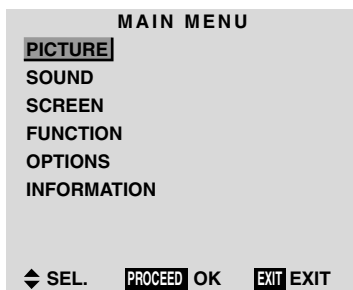 MAIN MENU
PICTURE
SOUND
SCREEN
FUNCTION
OPTIONS
INFORMATION
SEL. PROCEED OK EXIT EXIT